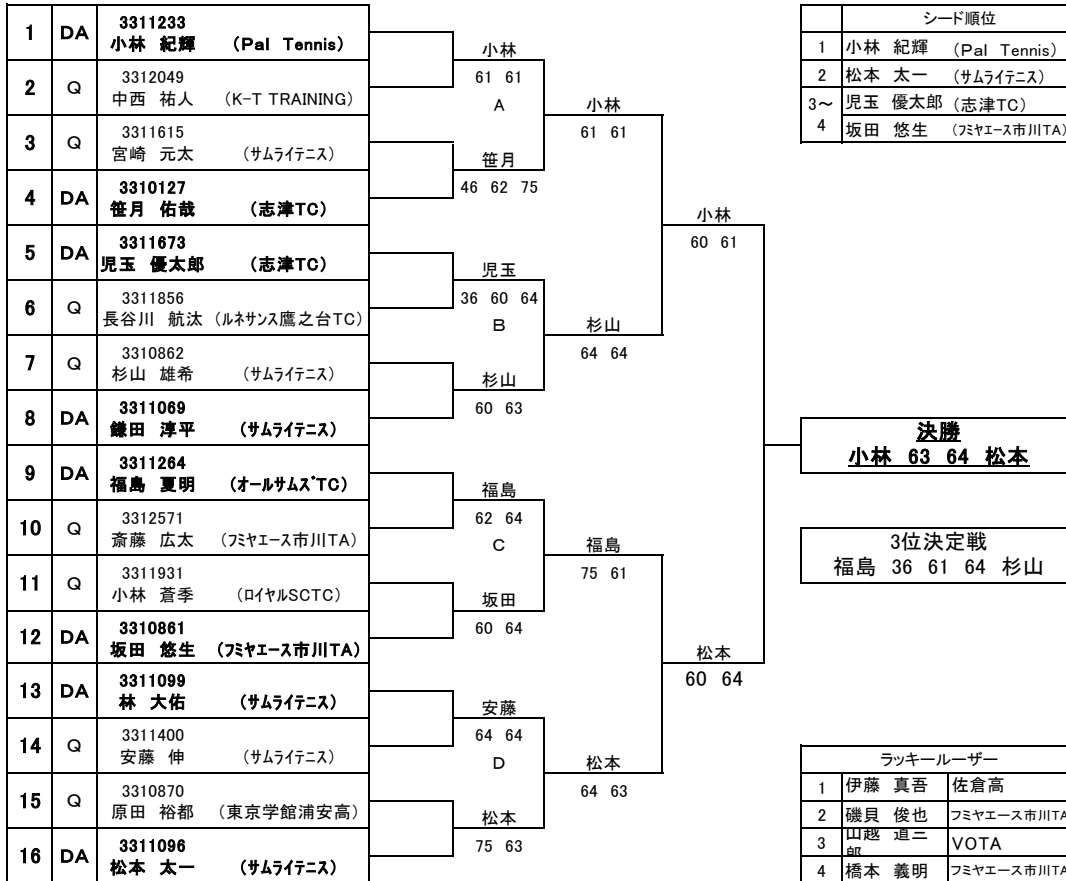 1 DA 3311233
小林 紀輝 (Pal Tennis)
2 Q 3312049
中西 祐人 (K-T TRAINING)
3 Q 3311615
宮崎 元太 (サムライテニス)
4 DA 3310127
笹月 佑哉 (志津TC)
5 DA 3311673
児玉 優太郎 (志津TC)
6 Q 3311856
長谷川 航汰 (ルネサンス鷹之台TC)
7 Q 3310862
杉山 雄希 (サムライテニス)
8 DA 3311069
鎌田 淳平 (サムライテニス)
9 DA 3311264
福島 夏明 (オールサムズTC)
10 Q 3312571
斎藤 広太 (フミヤエース市川TA)
11 Q 3311931
小林 蒼季 (ロイヤルSCTC)
12 DA 3310861
坂田 悠生 (フミヤエース市川TA)
13 DA 3311099
林 大佑 (サムライテニス)
14 Q 3311400
安藤 伸 (サムライテニス)
15 Q 3310870
原田 裕都 (東京学館浦安高)
16 DA 3311096
松本 太一 (サムライテニス)
小林
61 61
A
笹月
46 62 75
児玉
36 60 64
B
杉山
60 63
福島
62 64
C
坂田
60 64
安藤
64 64
D
松本
75 63
小林
61 61
杉山
64 64
福島
75 61
松本
64 63
小林
60 61
松本
60 64
シード順位
1 小林 紀輝 (Pal Tennis)
2 松本 太一 (サムライテニス)
3～ 児玉 優太郎 (志津TC)
4 坂田 悠生 (フミヤエース市川TA)
決勝
小林 63 64 松本
3位決定戦
福島 36 61 64 杉山
ラッキールーザー
1 伊藤 真吾 佐倉高
2 磯貝 俊也 フミヤエース市川TA
3 山越 道三郎 VOTA
4 橋本 義明 フミヤエース市川TA